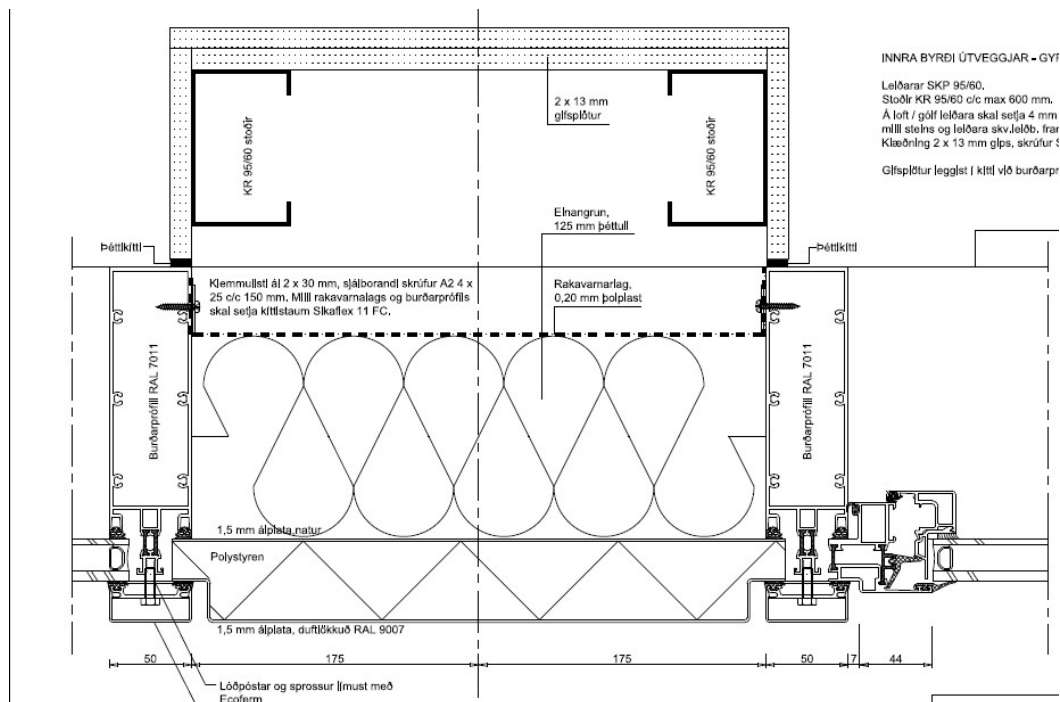 INNRA BYRÐI ÚTVEGGJAR - GYP
Leiðarar SKP 95/60.
Stoðir KR 95/60 c/c max 600 mm.
Á loft / gólf leiðara skal setja 4 mm
milli steins og leiðara skv.leiðb. fra
Klæðning 2 x 13 mm gips, skrúfur S
Gifsplötur leggist í kítti við burðarpr
2 x 13 mm
gifsplötur
KR 95/60 stoðir
KR 95/60 stoðir
Einangrun,
125 mm þéttull
Þéttikítti
Þéttikítti
Klemmulisti ál 2 x 30 mm, sjálborandi skrúfur A2 4 x
25 c/c 150 mm. Milli rakavarnalags og burðarprófíls
skal setja kíttistaum Sikaflex 11 FC.
Rakavarnarlag,
0,20 mm þolplast
Burðarprófíll RAL 7011
Burðarprófíll RAL 7011
1,5 mm álplata natur
Polystyren
1,5 mm álplata, duftlökkuð RAL 9007
50 175 175 50 7 44
Lóðpóstar og sprossur límust með
Ecoferm